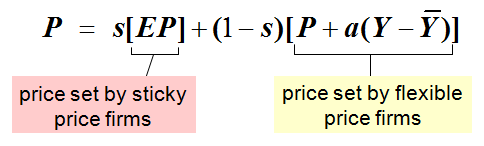 P = s[EP] + (1 − s)[P + a(Y − Y̅)]
price set by sticky
price firms
price set by flexible
price firms